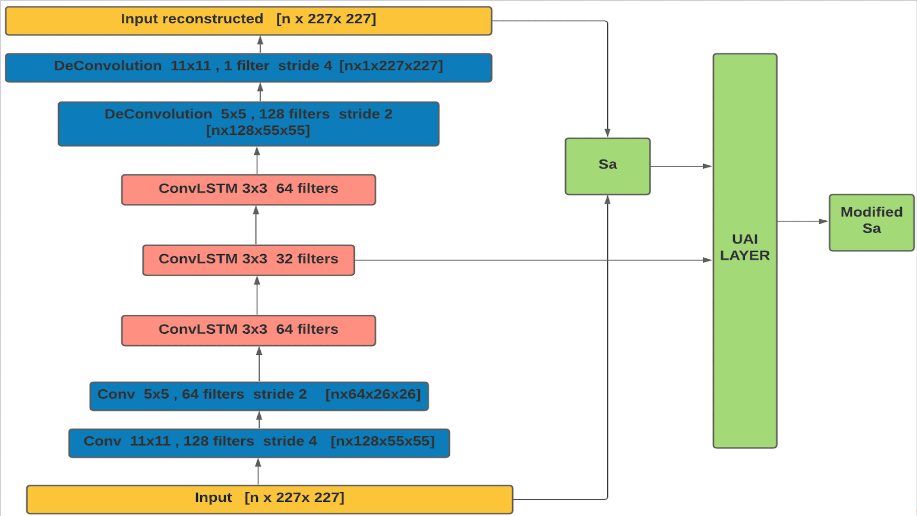 Input reconstructed [n x 227x 227]
DeConvolution 11x11 , 1 filter stride 4 [nx1x227x227]
DeConvolution 5x5 , 128 filters stride 2
[nx128x55x55]
ConvLSTM 3x3 64 filters
ConvLSTM 3x3 32 filters
ConvLSTM 3x3 64 filters
Conv 5x5 , 64 filters stride 2 [nx64x26x26]
Conv 11x11 , 128 filters stride 4 [nx128x55x55]
Input [n x 227x 227]
Sa
UAI
LAYER
Modified
Sa